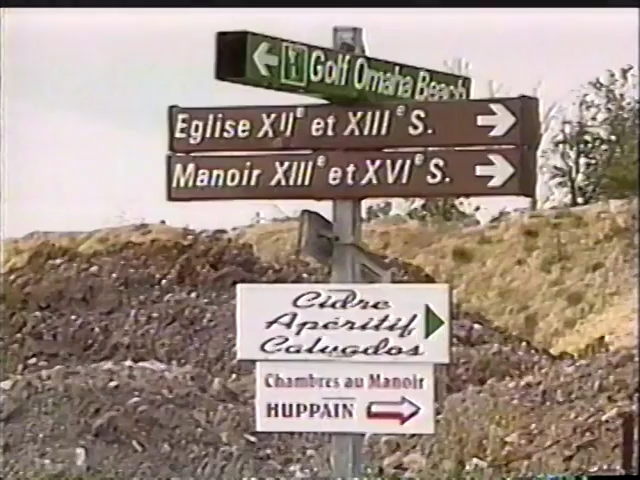 Golf Omaha Beach
Eglise XIIe et XIIIe S.
Manoir XIIIe et XVIe S.
Cidre
Apéritif
Calvados
Chambres au Manoir
HUPPAIN